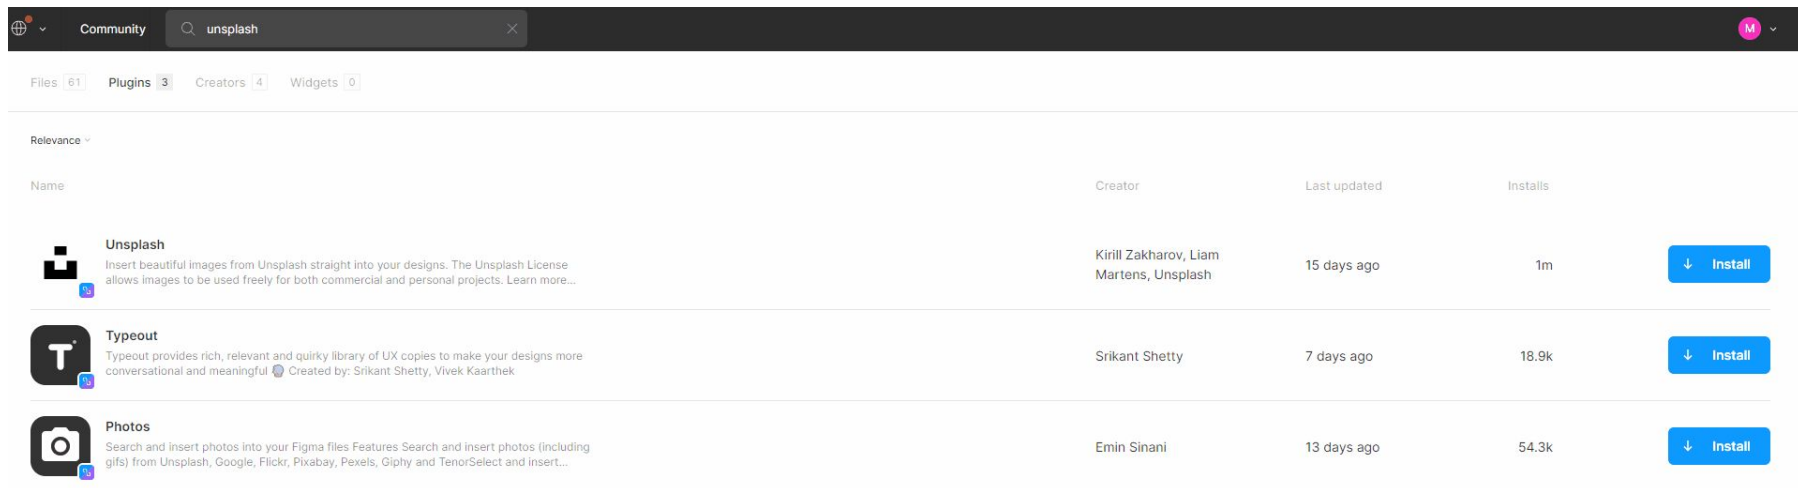 Community unsplash M
Files 61 Plugins 3 Creators 4 Widgets 0
Relevance
Name Creator Last updated Installs
Unsplash
Insert beautiful images from Unsplash straight into your designs. The Unsplash License
allows images to be used freely for both commercial and personal projects. Learn more...
Kirill Zakharov, Liam
Martens, Unsplash
15 days ago
1m
Install
Typeout
Typeout provides rich, relevant and quirky library of UX copies to make your designs more
conversational and meaningful Created by: Srikant Shetty, Vivek Kaarthek
Srikant Shetty
7 days ago
18.9k
Install
Photos
Search and insert photos into your Figma files Features Search and insert photos (including
gifs) from Unsplash, Google, Flickr, Pixabay, Pexels, Giphy and TenorSelect and insert...
Emin Sinani
13 days ago
54.3k
Install
T